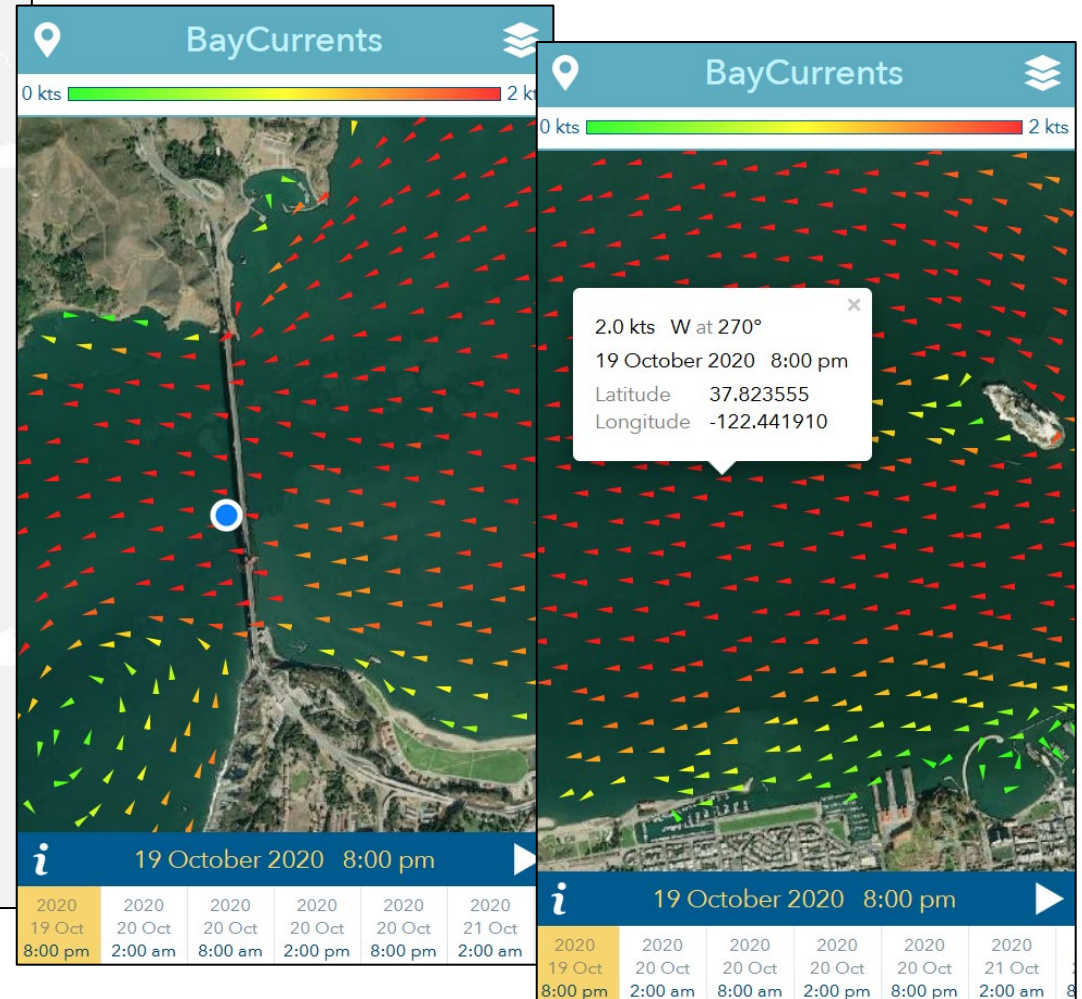 BayCurrents
0 kts 2 kt
i 19 October 2020 8:00 pm
2020 2020 2020 2020 2020 2020
19 Oct 20 Oct 20 Oct 20 Oct 20 Oct 21 Oct
8:00 pm 2:00 am 8:00 am 2:00 pm 8:00 pm 2:00 am
BayCurrents
0 kts 2 kts
2.0 kts W at 270°
19 October 2020 8:00 pm
Latitude 37.823555
Longitude -122.441910
i 19 October 2020 8:00 pm
2020 2020 2020 2020 2020 2020
19 Oct 20 Oct 20 Oct 20 Oct 20 Oct 21 Oct
8:00 pm 2:00 am 8:00 am 2:00 pm 8:00 pm 2:00 am 8